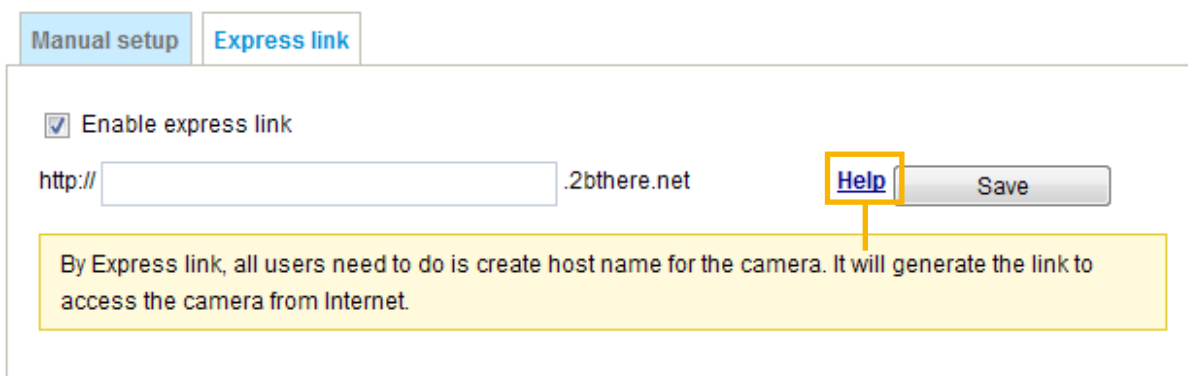 Manual setup Express link
Enable express link
http:// .2bthere.net Help Save
By Express link, all users need to do is create host name for the camera. It will generate the link to
access the camera from Internet.